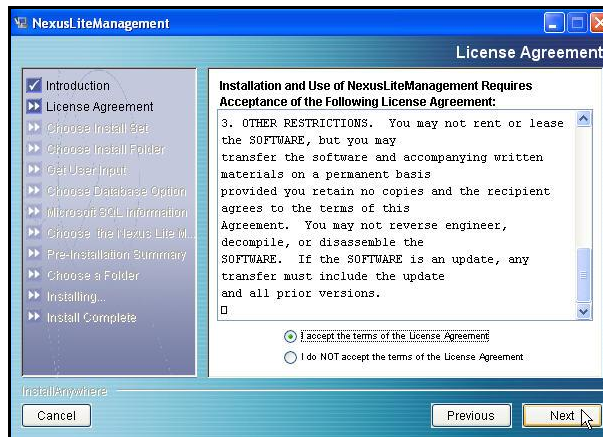 NexusLiteManagement
License Agreement
Introduction
License Agreement
Choose Install Set
Choose Install Folder
Get User Input
Choose Database Option
Microsoft SQL Information
Choose the Nexus Lite M...
Pre-Installation Summary
Choose a Folder
Installing...
Install Complete
Installation and Use of NexusLiteManagement Requires
Acceptance of the Following License Agreement:
3. OTHER RESTRICTIONS. You may not rent or lease
the SOFTWARE, but you may
transfer the software and accompanying written
materials on a permanent basis
provided you retain no copies and the recipient
agrees to the terms of this
Agreement. You may not reverse engineer,
decompile, or disassemble the
SOFTWARE. If the SOFTWARE is an update, any
transfer must include the update
and all prior versions.
I accept the terms of the License Agreement
I do NOT accept the terms of the License Agreement
InstallAnywhere
Cancel
Previous
Next